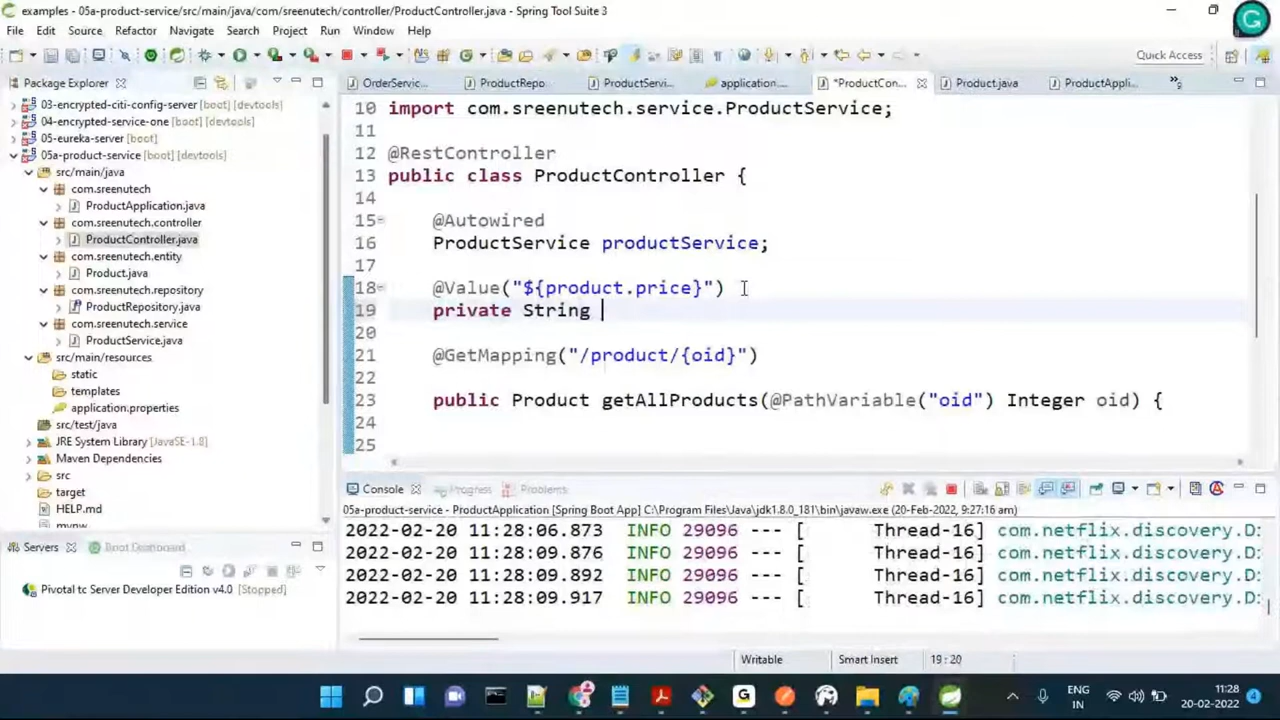 examples - 05a-product-service/src/main/java/com/sreenutech/controller/ProductController.java - Spring Tool Suite 3
File Edit Source Refactor Navigate Search Project Run Window Help
Quick Access
Package Explorer
OrderServic... ProductRepo ProductServi... application.... *ProductCon... Product.java ProductAppli...
03-encrypted-citi-config-server [boot] [devtools]
04-encrypted-service-one [boot] [devtools]
05-eureka-server [boot]
05a-product-service [boot] [devtools]
src/main/java
com.sreenutech
ProductApplication.java
com.sreenutech.controller
ProductController.java
com.sreenutech.entity
Product.java
com.sreenutech.repository
ProductRepository.java
com.sreenutech.service
ProductService.java
src/main/resources
static
templates
application.properties
src/test/java
JRE System Library [JavaSE-1.8]
Maven Dependencies
src
target
HELP.md
mvnw
10 import com.sreenutech.service.ProductService;
11
12 @RestController
13 public class ProductController {
14
15 @Autowired
16 ProductService productService;
17
18 @Value("${product.price}")
19 private String
20
21 @GetMapping("/product/{oid}")
22
23 public Product getAllProducts(@PathVariable("oid") Integer oid) {
24
25
Servers Boot Dashboard
Pivotal tc Server Developer Edition v4.0 [Stopped]
Console Progress Problems
05a-product-service - ProductApplication [Spring Boot App] C:\Program Files\Java\jdk1.8.0_181\bin\javaw.exe (20-Feb-2022, 9:27:16 am)
2022-02-20 11:28:06.873 INFO 29096 --- [ Thread-16] com.netflix.discovery.D:
2022-02-20 11:28:09.876 INFO 29096 --- [ Thread-16] com.netflix.discovery.D:
2022-02-20 11:28:09.892 INFO 29096 --- [ Thread-16] com.netflix.discovery.D:
2022-02-20 11:28:09.917 INFO 29096 --- [ Thread-16] com.netflix.discovery.D:
Writable Smart Insert 19 : 20
ENG
IN
11:28
20-02-2022